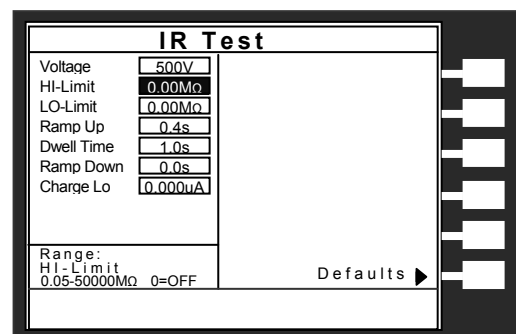 IR Test
Voltage 500V
HI-Limit 0.00MΩ
LO-Limit 0.00MΩ
Ramp Up 0.4s
Dwell Time 1.0s
Ramp Down 0.0s
Charge Lo 0.000uA
Range:
HI-Limit
0.05-50000MΩ 0=OFF
Defaults